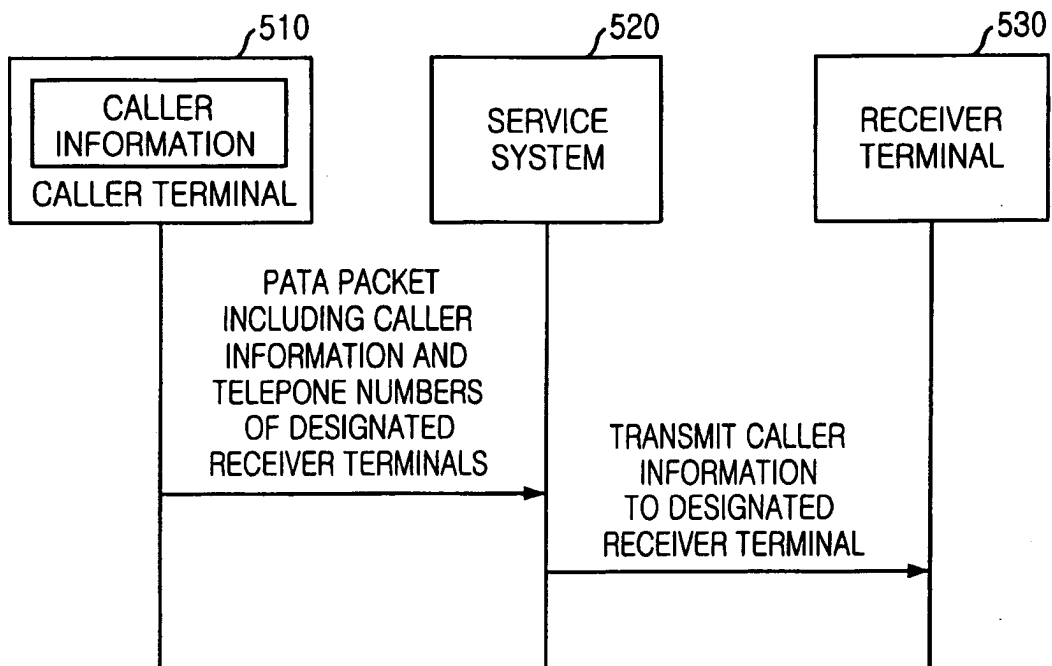 510
520
530
CALLER
INFORMATION
CALLER TERMINAL
SERVICE
SYSTEM
RECEIVER
TERMINAL
PATA PACKET
INCLUDING CALLER
INFORMATION AND
TELEPONE NUMBERS
OF DESIGNATED
RECEIVER TERMINALS
TRANSMIT CALLER
INFORMATION
TO DESIGNATED
RECEIVER TERMINAL